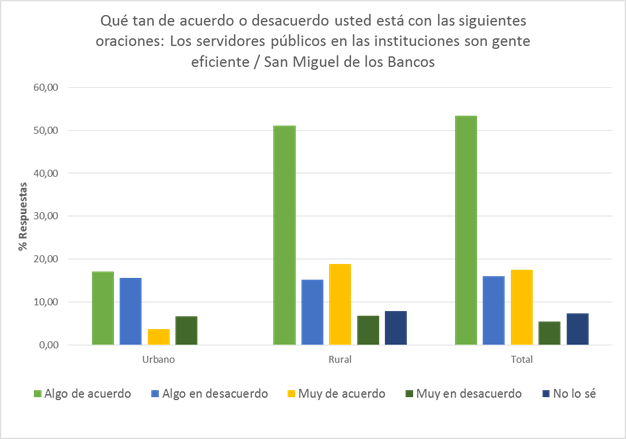 Qué tan de acuerdo o desacuerdo usted está con las siguientes
oraciones: Los servidores públicos en las instituciones son gente
eficiente / San Miguel de los Bancos
60,00
50,00
40,00
30,00
20,00
10,00
0,00
% Respuestas
Urbano Rural Total
Algo de acuerdo Algo en desacuerdo Muy de acuerdo Muy en desacuerdo No lo sé